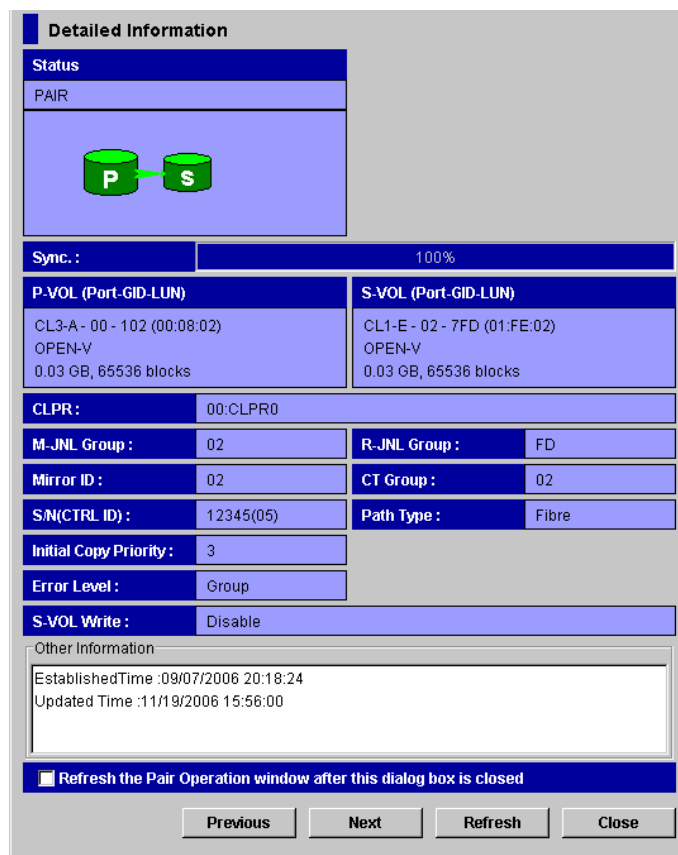 Detailed Information
Status
PAIR
P S
Sync. : 100%
P-VOL (Port-GID-LUN)
CL3-A - 00 - 102 (00:08:02)
OPEN-V
0.03 GB, 65536 blocks
S-VOL (Port-GID-LUN)
CL1-E - 02 - 7FD (01:FE:02)
OPEN-V
0.03 GB, 65536 blocks
CLPR : 00:CLPR0
M-JNL Group : 02 R-JNL Group : FD
Mirror ID : 02 CT Group : 02
S/N(CTRL ID) : 12345(05) Path Type : Fibre
Initial Copy Priority : 3
Error Level : Group
S-VOL Write : Disable
Other Information
EstablishedTime :09/07/2006 20:18:24
Updated Time :11/19/2006 15:56:00
Refresh the Pair Operation window after this dialog box is closed
Previous Next Refresh Close